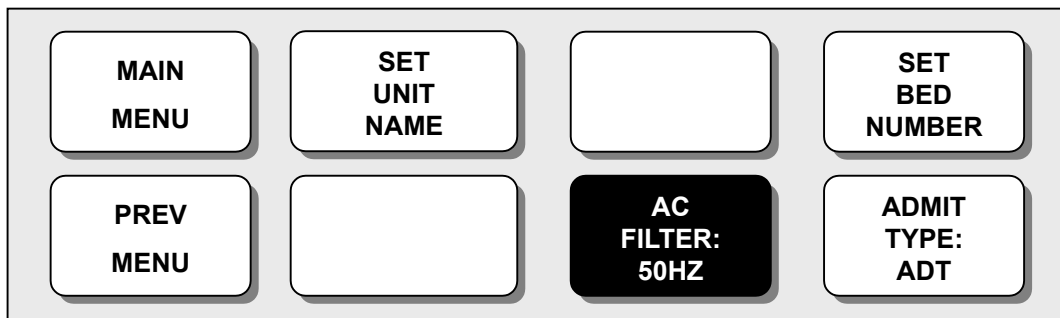 MAIN
MENU
SET
UNIT
NAME
SET
BED
NUMBER
PREV
MENU
AC
FILTER:
50HZ
ADMIT
TYPE:
ADT